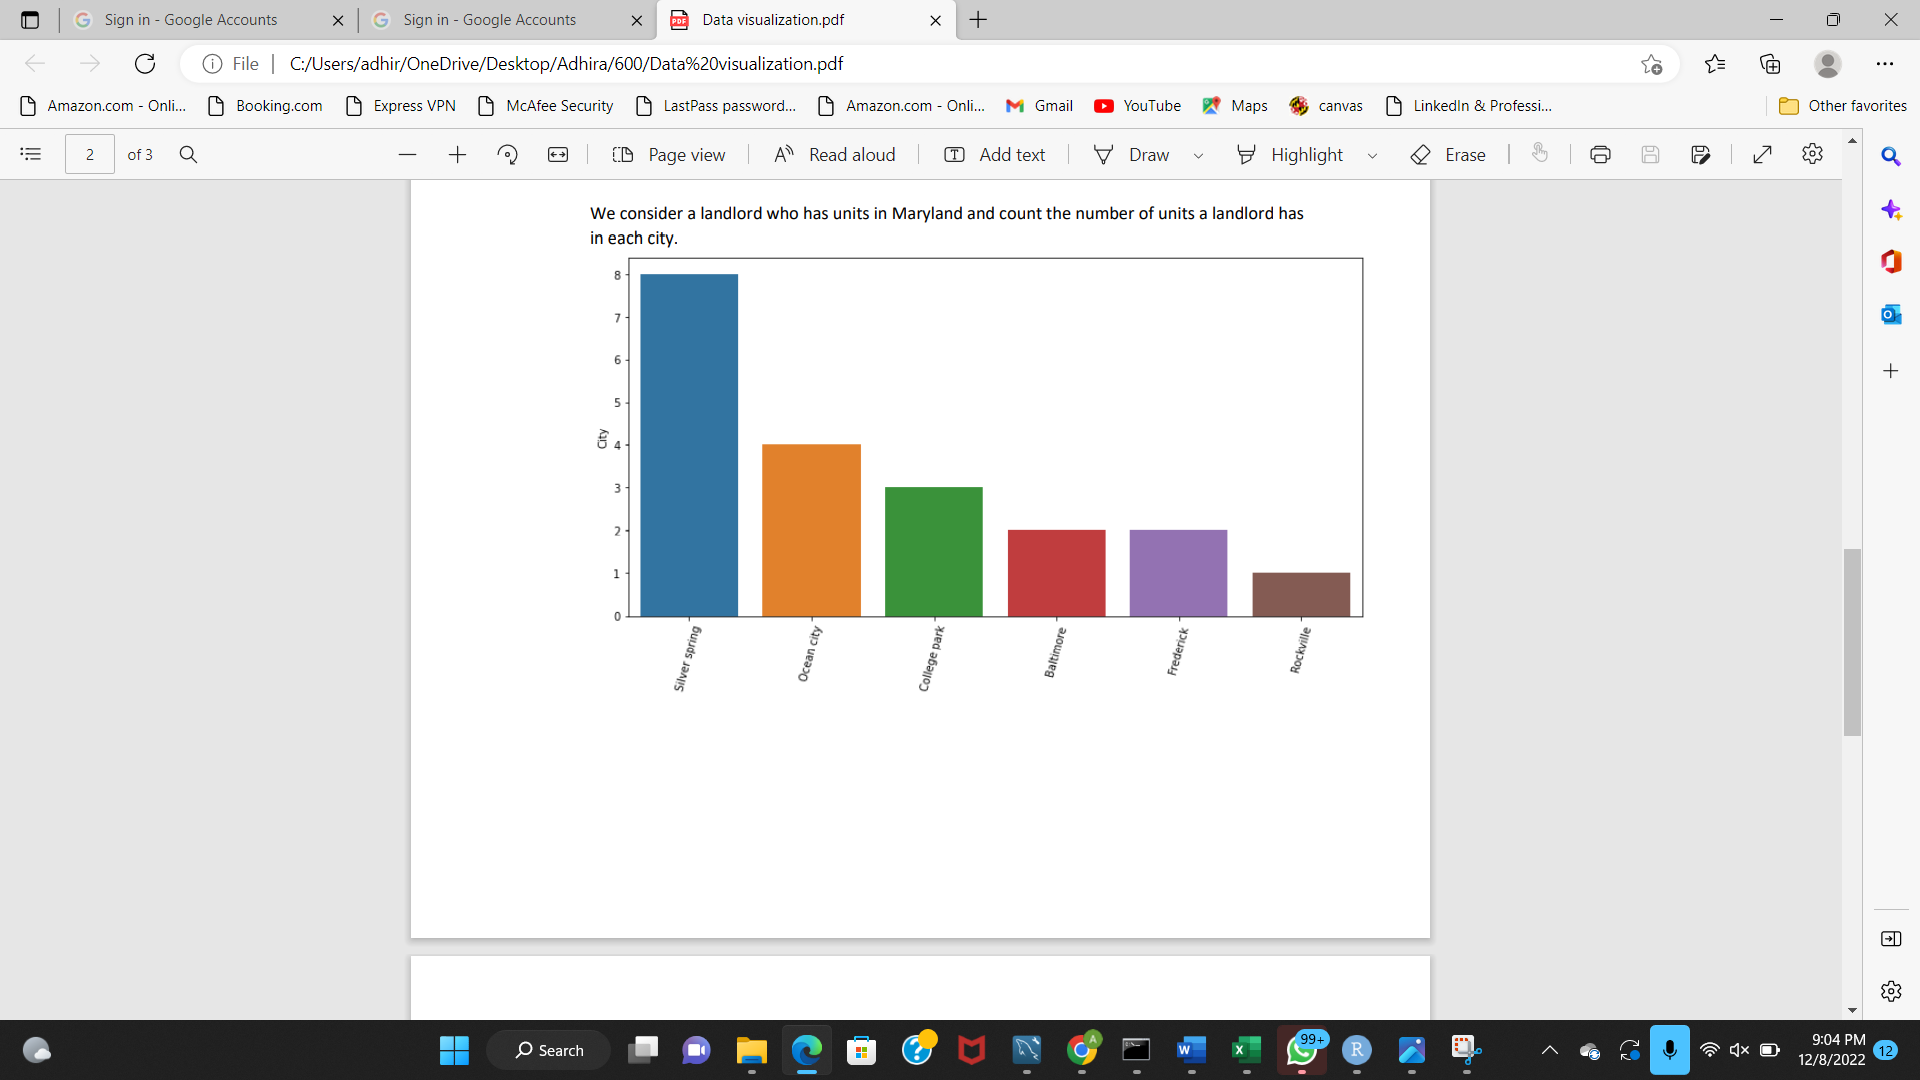 Sign in - Google Accounts
Sign in - Google Accounts
Data visualization.pdf
File
C:/Users/adhir/OneDrive/Desktop/Adhira/600/Data%20visualization.pdf
Amazon.com - Onli...
Booking.com
Express VPN
McAfee Security
LastPass password...
Amazon.com - Onli...
Gmail
YouTube
Maps
canvas
LinkedIn & Professi...
Other favorites
2
of 3
Page view
Read aloud
Add text
Draw
Highlight
Erase
We consider a landlord who has units in Maryland and count the number of units a landlord has
in each city.
8
7
6
5
4
3
2
1
0
City
Silver spring
Ocean city
College park
Baltimore
Frederick
Rockville
Search
99+
9:04 PM
12/8/2022
12